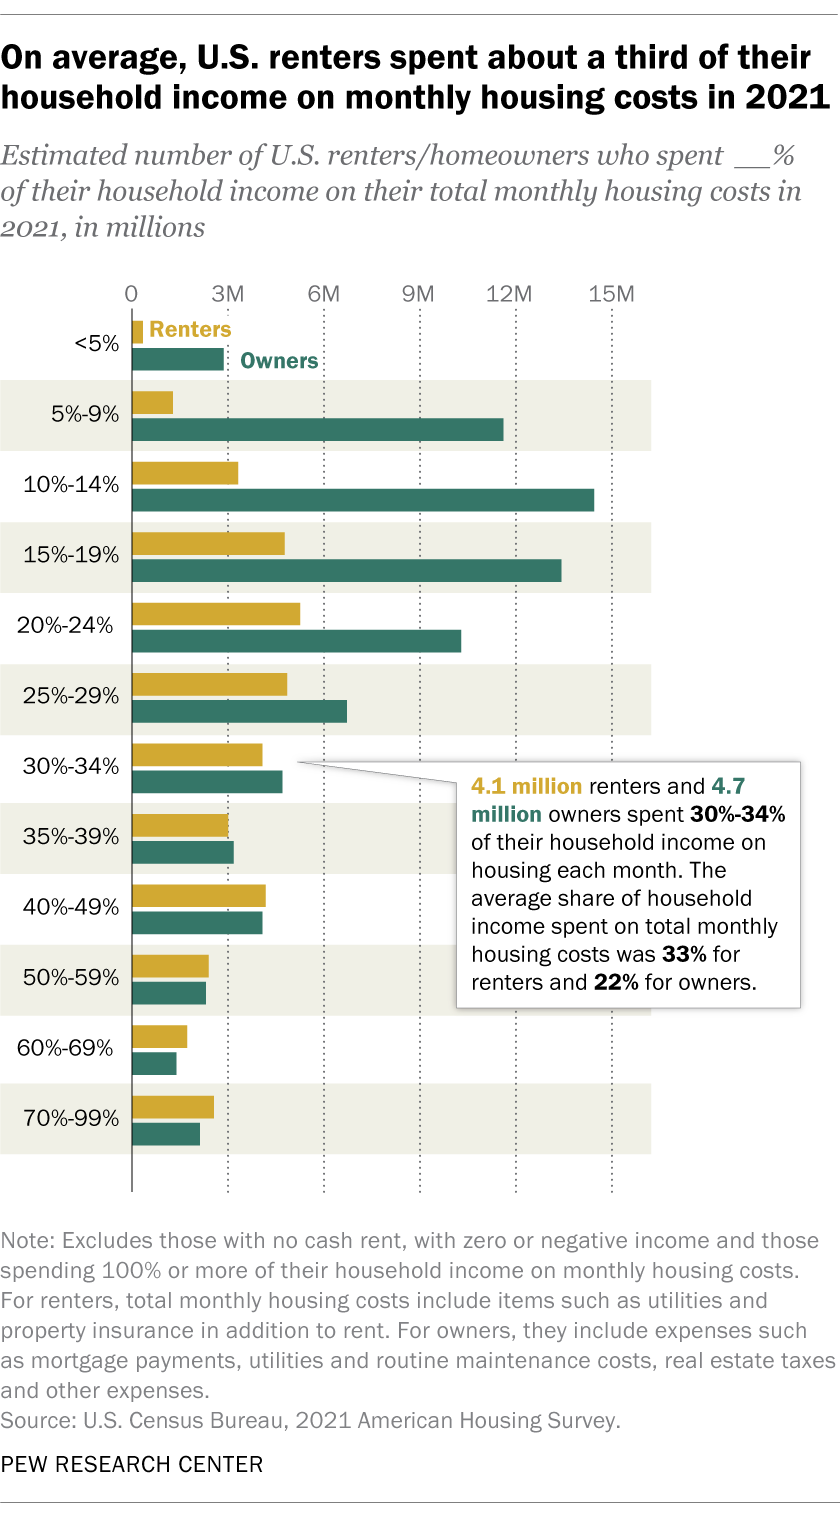 On average, U.S. renters spent about a third of their
household income on monthly housing costs in 2021
Estimated number of U.S. renters/homeowners who spent __%
of their household income on their total monthly housing costs in
2021, in millions
0 3M 6M 9M 12M 15M
<5%
Renters
Owners
5%-9%
10%-14%
15%-19%
20%-24%
25%-29%
30%-34%
35%-39%
40%-49%
50%-59%
60%-69%
70%-99%
4.1 million renters and 4.7
million owners spent 30%-34%
of their household income on
housing each month. The
average share of household
income spent on total monthly
housing costs was 33% for
renters and 22% for owners.
Note: Excludes those with no cash rent, with zero or negative income and those
spending 100% or more of their household income on monthly housing costs.
For renters, total monthly housing costs include items such as utilities and
property insurance in addition to rent. For owners, they include expenses such
as mortgage payments, utilities and routine maintenance costs, real estate taxes
and other expenses.
Source: U.S. Census Bureau, 2021 American Housing Survey.
PEW RESEARCH CENTER